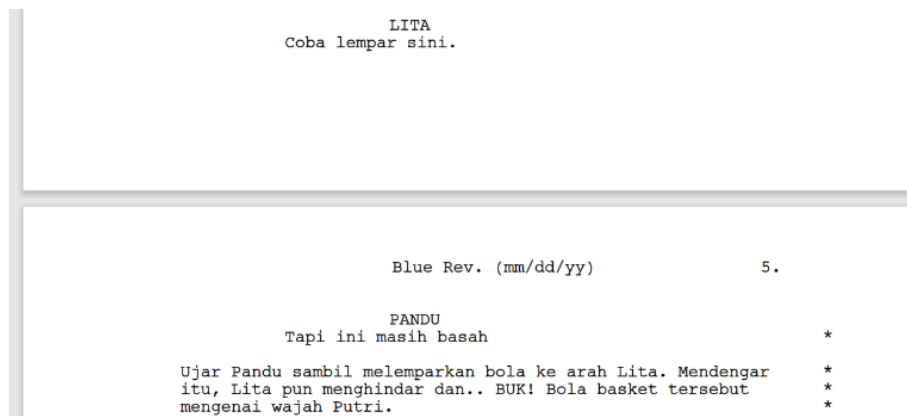 LITA
Coba lempar sini.
Blue Rev. (mm/dd/yy) 5.
PANDU
Tapi ini masih basah *
Ujar Pandu sambil melemparkan bola ke arah Lita. Mendengar *
itu, Lita pun menghindar dan.. BUK! Bola basket tersebut *
mengenai wajah Putri. *